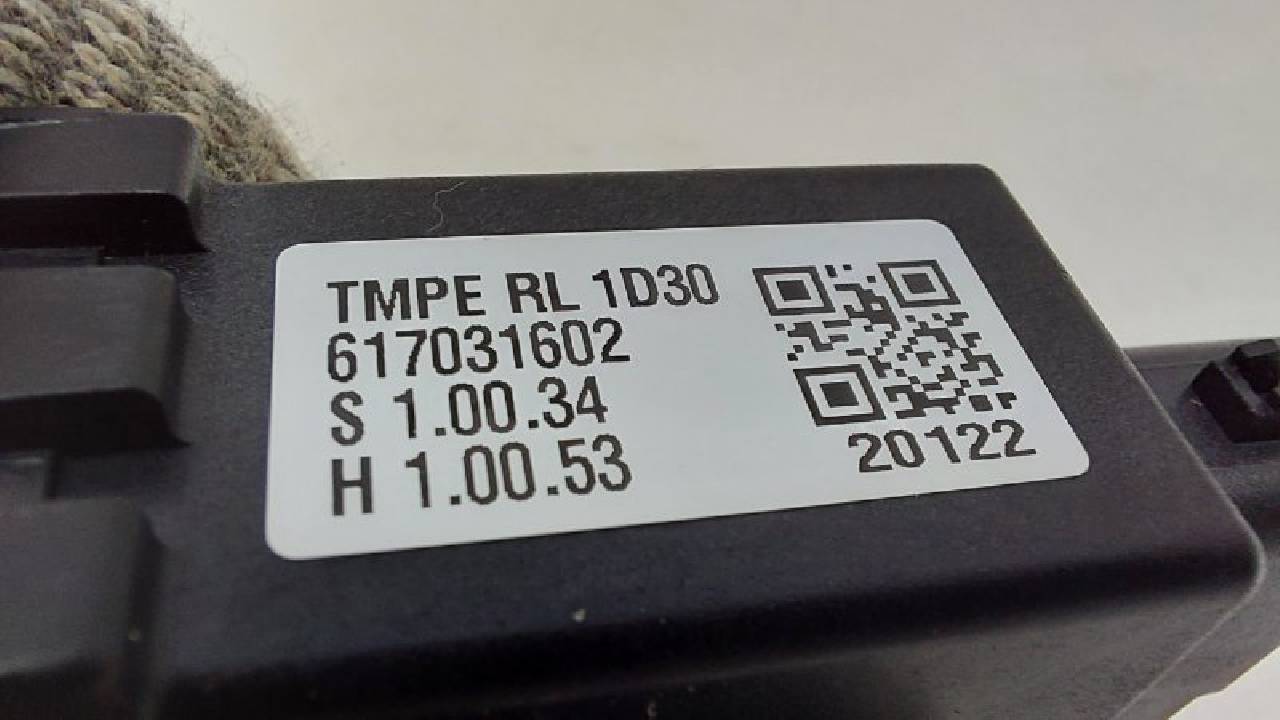 TMPE RL 1D30
617031602
S 1.00.34
H 1.00.53
20122